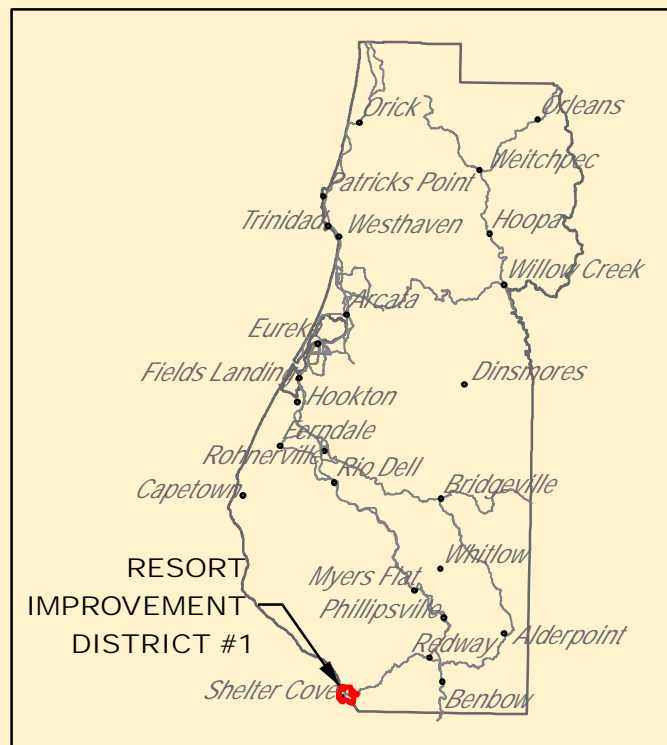 Orick
Orleans
Weitchpec
Patricks Point
Trinidad
Westhaven
Hoopa
Willow Creek
Arcata
Eureka
Fields Landing
Dinsmores
Hookton
Ferndale
Rohnerville
Rio Dell
Capetown
Bridgeville
RESORT
IMPROVEMENT
DISTRICT #1
Whitlow
Myers Flat
Phillipsville
Alderpoint
Redway
Shelter Cove
Benbow